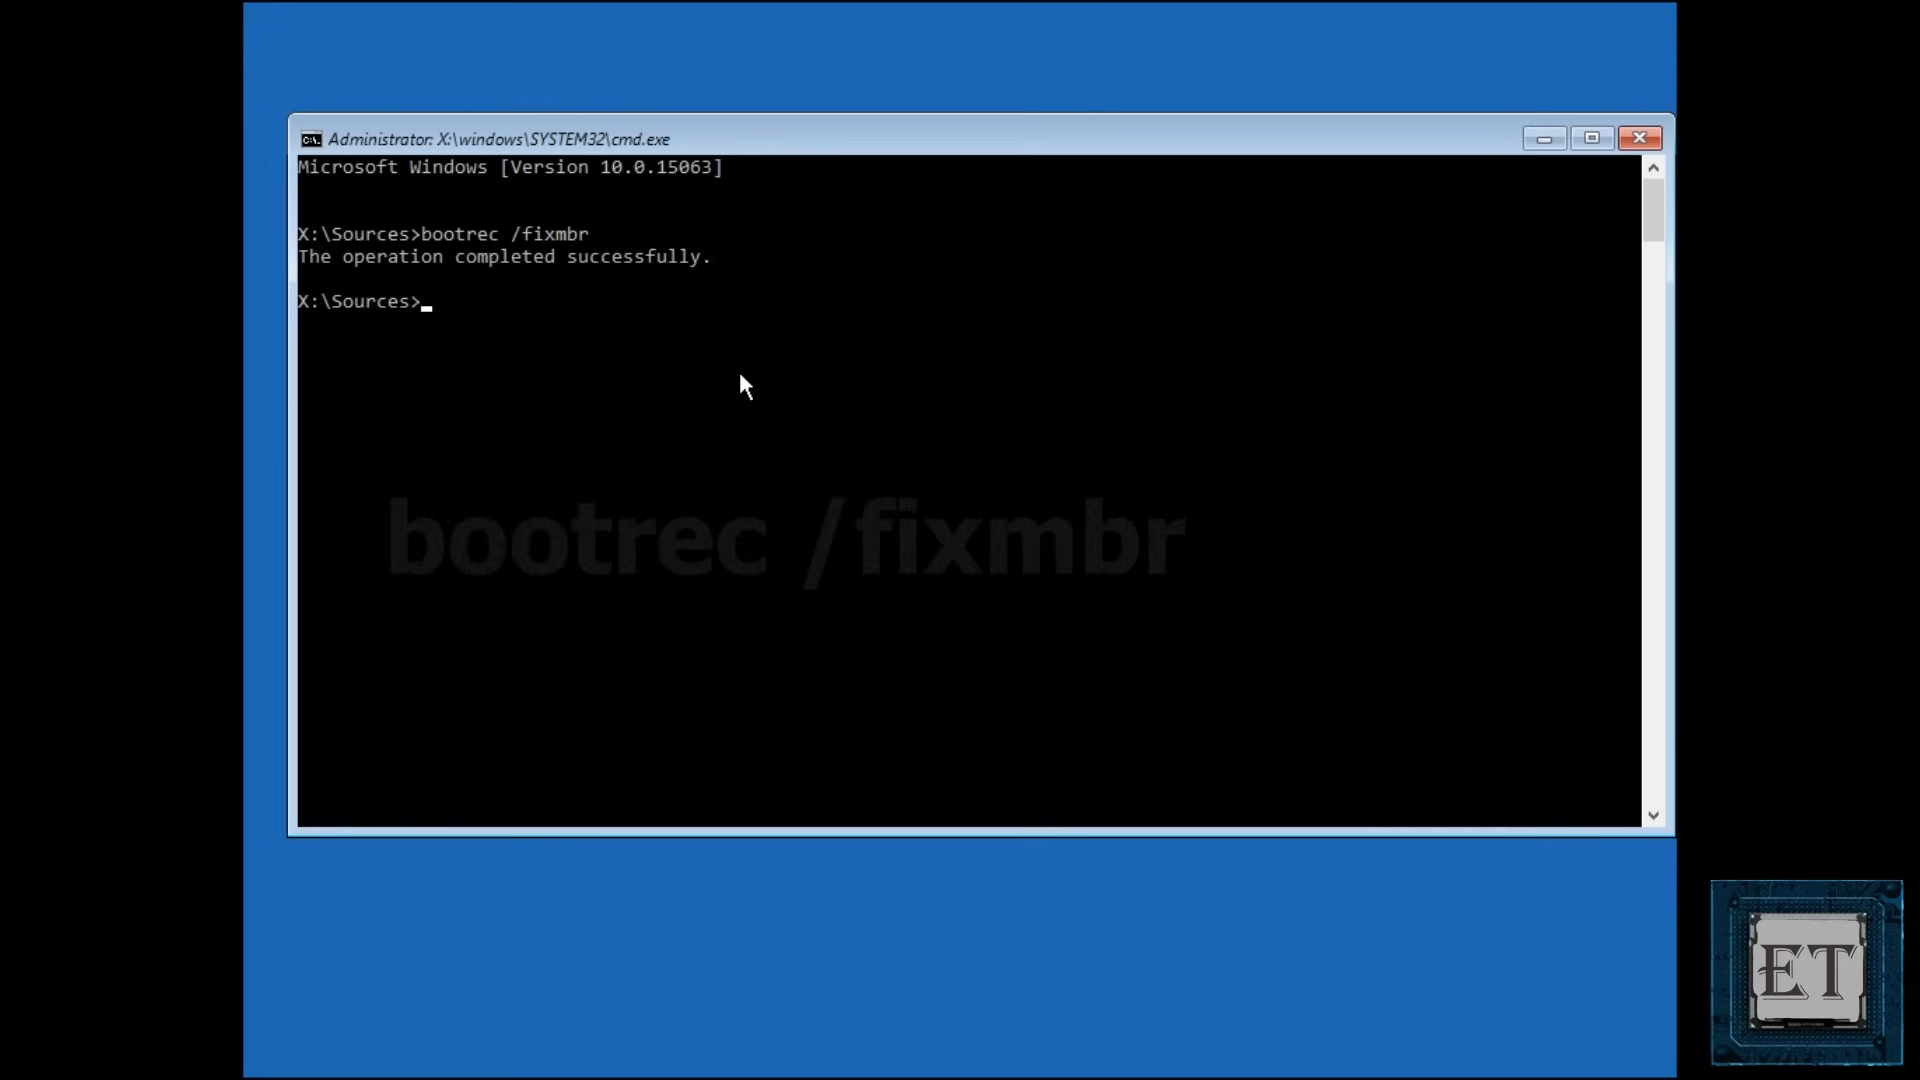 Administrator: X:\windows\SYSTEM32\cmd.exe
Microsoft Windows [Version 10.0.15063]
X:\Sources>bootrec /fixmbr
The operation completed successfully.
X:\Sources>
bootrec /fixmbr
ET